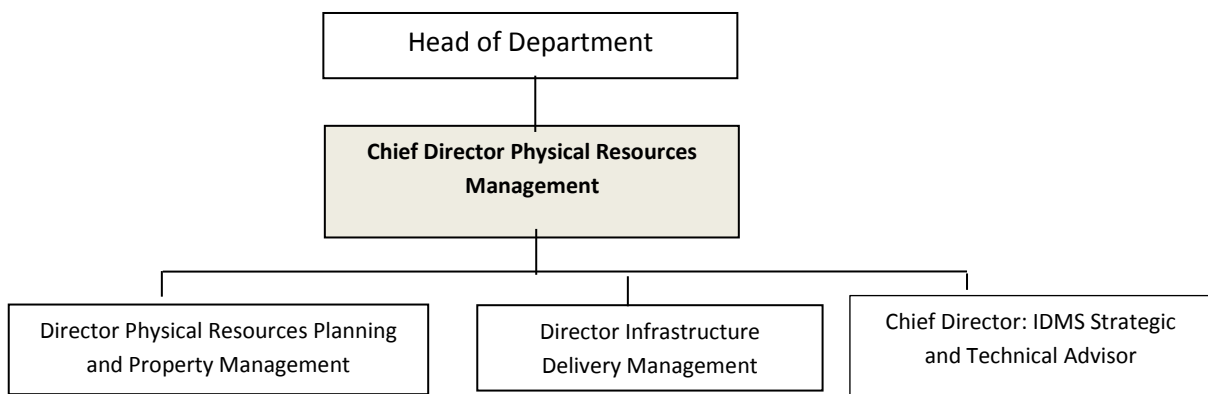 Head of Department
Chief Director Physical Resources
Management
Director Physical Resources Planning
and Property Management
Director Infrastructure
Delivery Management
Chief Director: IDMS Strategic
and Technical Advisor